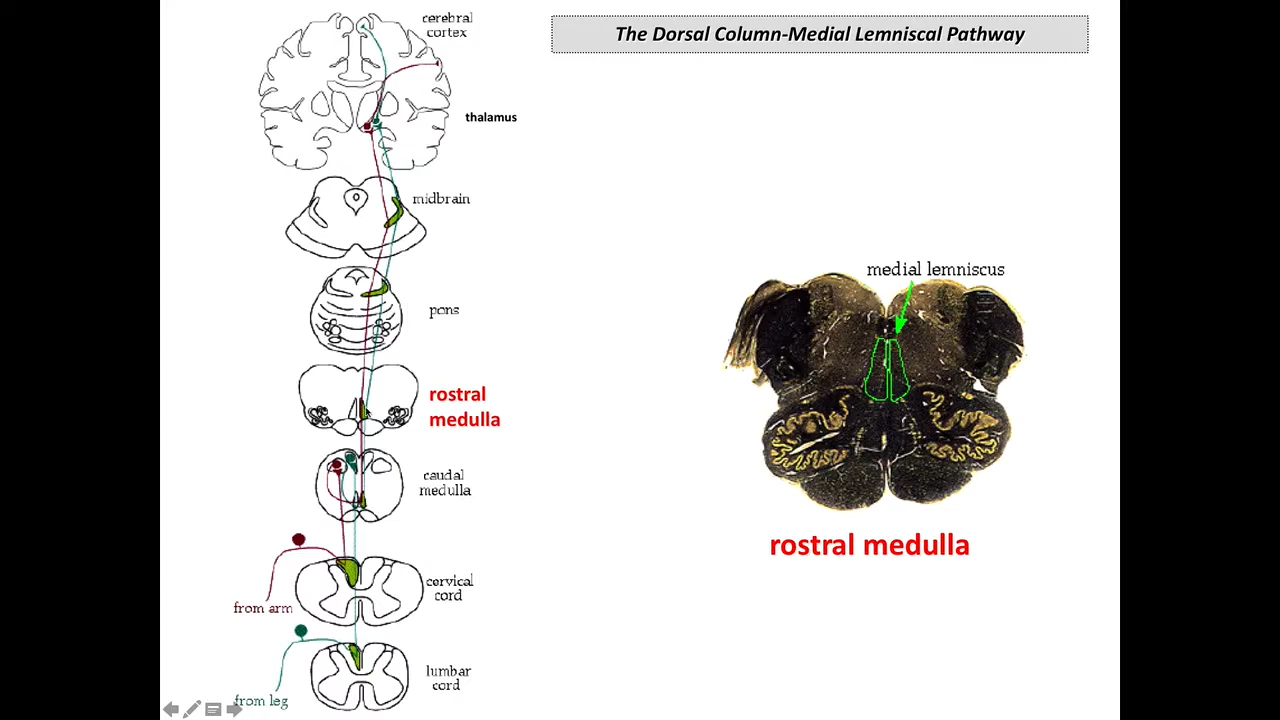 The Dorsal Column-Medial Lemniscal Pathway
cerebral
cortex
thalamus
midbrain
pons
rostral
medulla
caudal
medulla
cervical
cord
from arm
lumbar
cord
from leg
medial lemniscus
rostral medulla